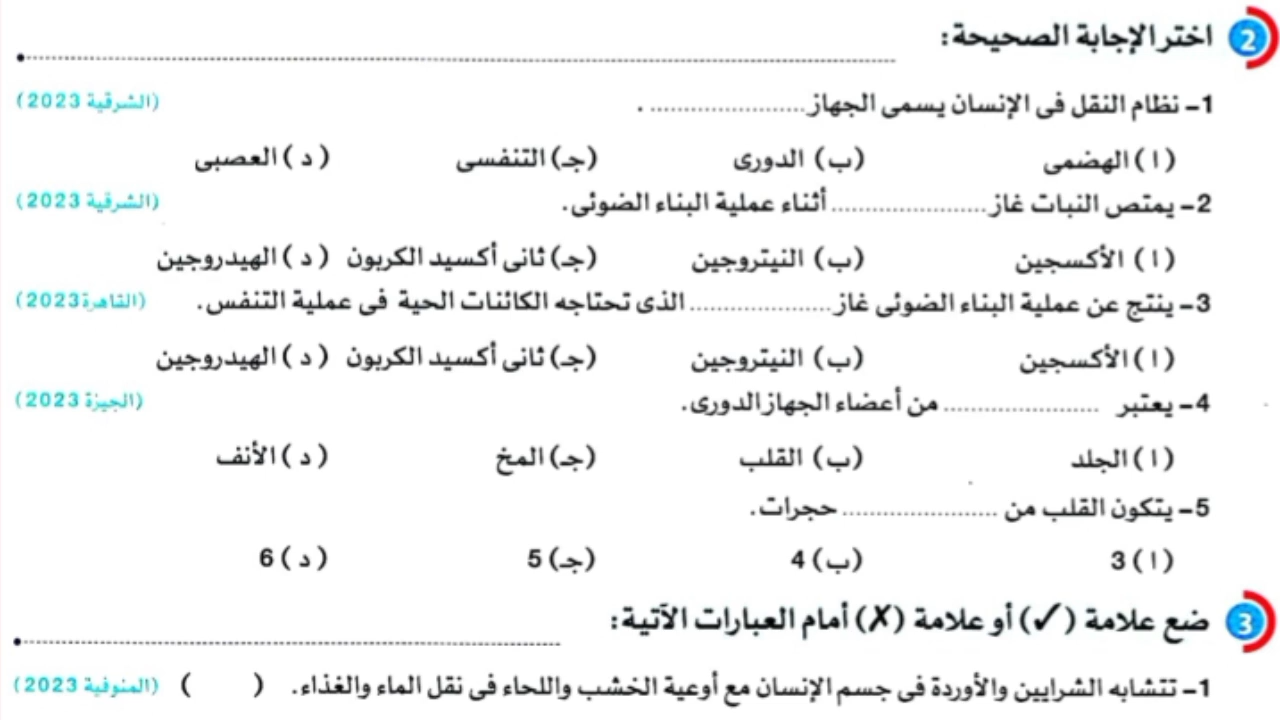 2 اختر الإجابة الصحيحة:
1- نظام النقل فى الإنسان يسمى الجهاز .................... . (الشرقية 2023)
(ا) الهضمى (ب) الدورى (جـ) التنفسى (د) العصبى
2- يمتص النبات غاز .................... أثناء عملية البناء الضوئى. (الشرقية 2023)
(ا) الأكسجين (ب) النيتروجين (جـ) ثانى أكسيد الكربون (د) الهيدروجين
3- ينتج عن عملية البناء الضوئى غاز .................... الذى تحتاجه الكائنات الحية فى عملية التنفس. (القاهرة 2023)
(ا) الأكسجين (ب) النيتروجين (جـ) ثانى أكسيد الكربون (د) الهيدروجين
4- يعتبر .................... من أعضاء الجهاز الدورى. (الجيزة 2023)
(ا) الجلد (ب) القلب (جـ) المخ (د) الأنف
5- يتكون القلب من .................... حجرات.
(ا) 3 (ب) 4 (جـ) 5 (د) 6
3 ضع علامة (✓) أو علامة (✗) أمام العبارات الآتية:
1- تتشابه الشرايين والأوردة فى جسم الإنسان مع أوعية الخشب واللحاء فى نقل الماء والغذاء. ( ) (المنوفية 2023)